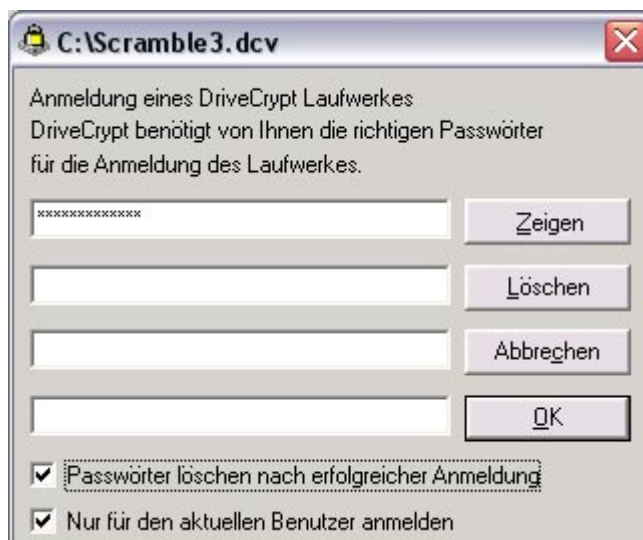 C:\Scramble3.dcv
Anmeldung eines DriveCrypt Laufwerkes
DriveCrypt benötigt von Ihnen die richtigen Passwörter
für die Anmeldung des Laufwerkes.
*************
Zeigen
Löschen
Abbrechen
OK
Passwörter löschen nach erfolgreicher Anmeldung
Nur für den aktuellen Benutzer anmelden